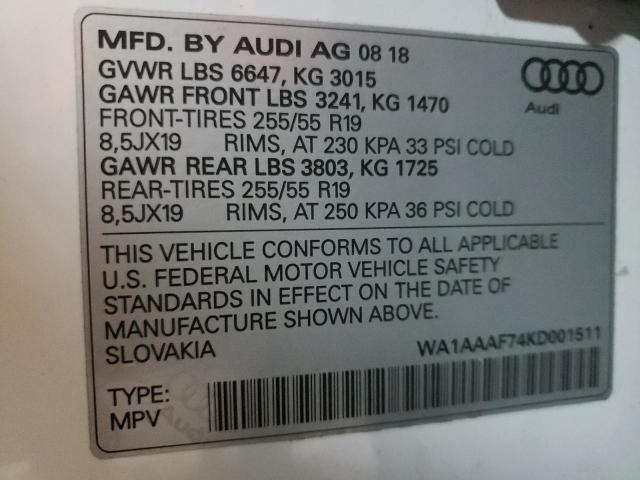 MFD. BY AUDI AG 08 18
GVWR LBS 6647, KG 3015
GAWR FRONT LBS 3241, KG 1470
FRONT-TIRES 255/55 R19
8,5JX19 RIMS, AT 230 KPA 33 PSI COLD
GAWR REAR LBS 3803, KG 1725
REAR-TIRES 255/55 R19
8,5JX19 RIMS, AT 250 KPA 36 PSI COLD
Audi
THIS VEHICLE CONFORMS TO ALL APPLICABLE
U.S. FEDERAL MOTOR VEHICLE SAFETY
STANDARDS IN EFFECT ON THE DATE OF
MANUFACTURE SHOWN ABOVE.
SLOVAKIA WA1AAAF74KD001511
TYPE:
MPV
Audi